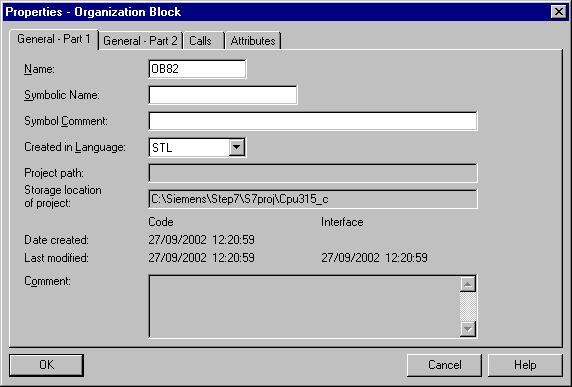 Properties - Organization Block
General - Part 1 General - Part 2 Calls Attributes
Name: OB82
Symbolic Name:
Symbol Comment:
Created in Language: STL
Project path:
Storage location
of project: C:\Siemens\Step7\S7proj\Cpu315_c
Code Interface
Date created: 27/09/2002 12:20:59
Last modified: 27/09/2002 12:20:59 27/09/2002 12:20:59
Comment:
OK Cancel Help